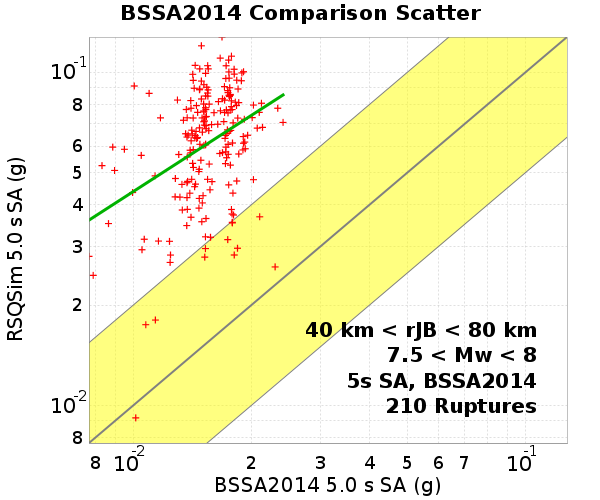 BSSA2014 Comparison Scatter
RSQSim 5.0 s SA (g)
10-1
8
6
5
4
3
2
10-2
8
40 km < rJB < 80 km
7.5 < Mw < 8
5s SA, BSSA2014
210 Ruptures
8 10-2 2 3 4 5 6 7 10-1
BSSA2014 5.0 s SA (g)